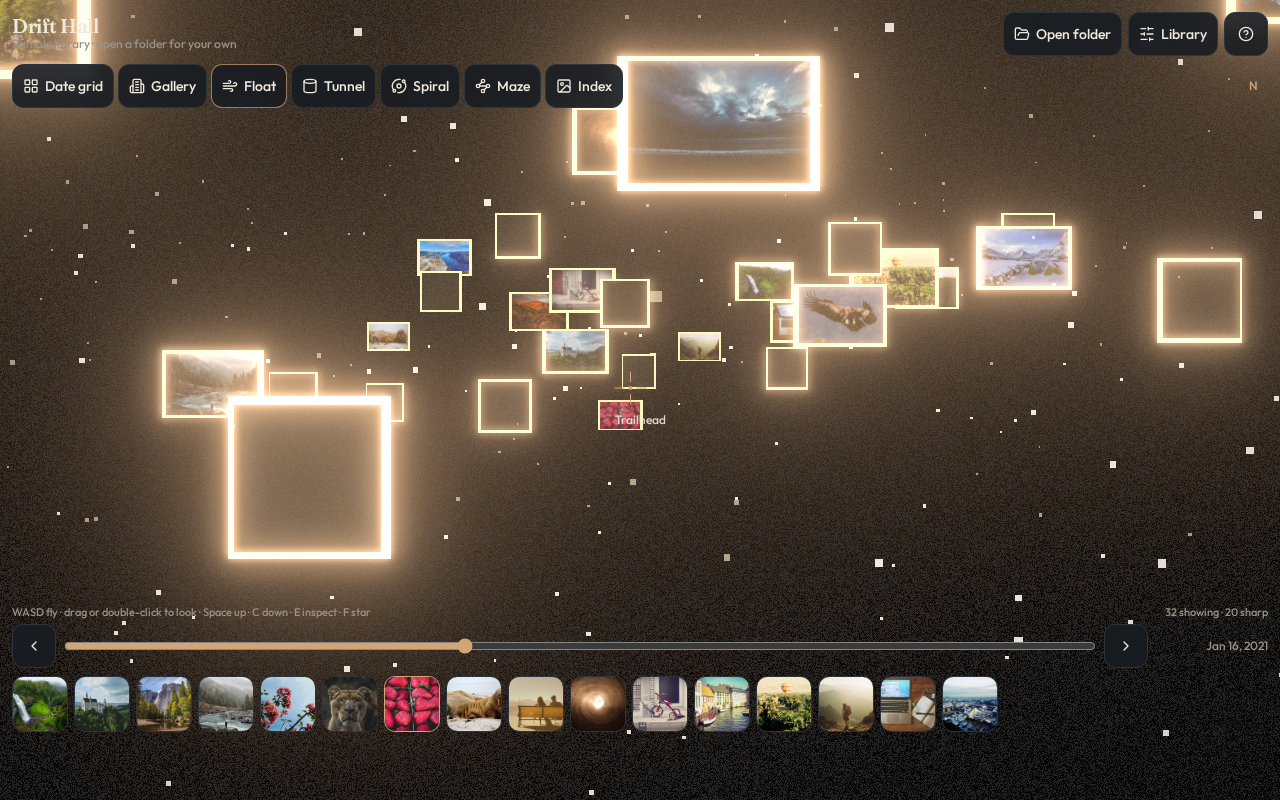 Drift Hall
open a folder for your own
Open folder
Library
Date grid
Gallery
Float
Tunnel
Spiral
Maze
Index
N
Trailhead
WASD fly · drag or double-click to look · Space up · C down · E inspect · F star
32 showing · 20 sharp
Jan 16, 2021